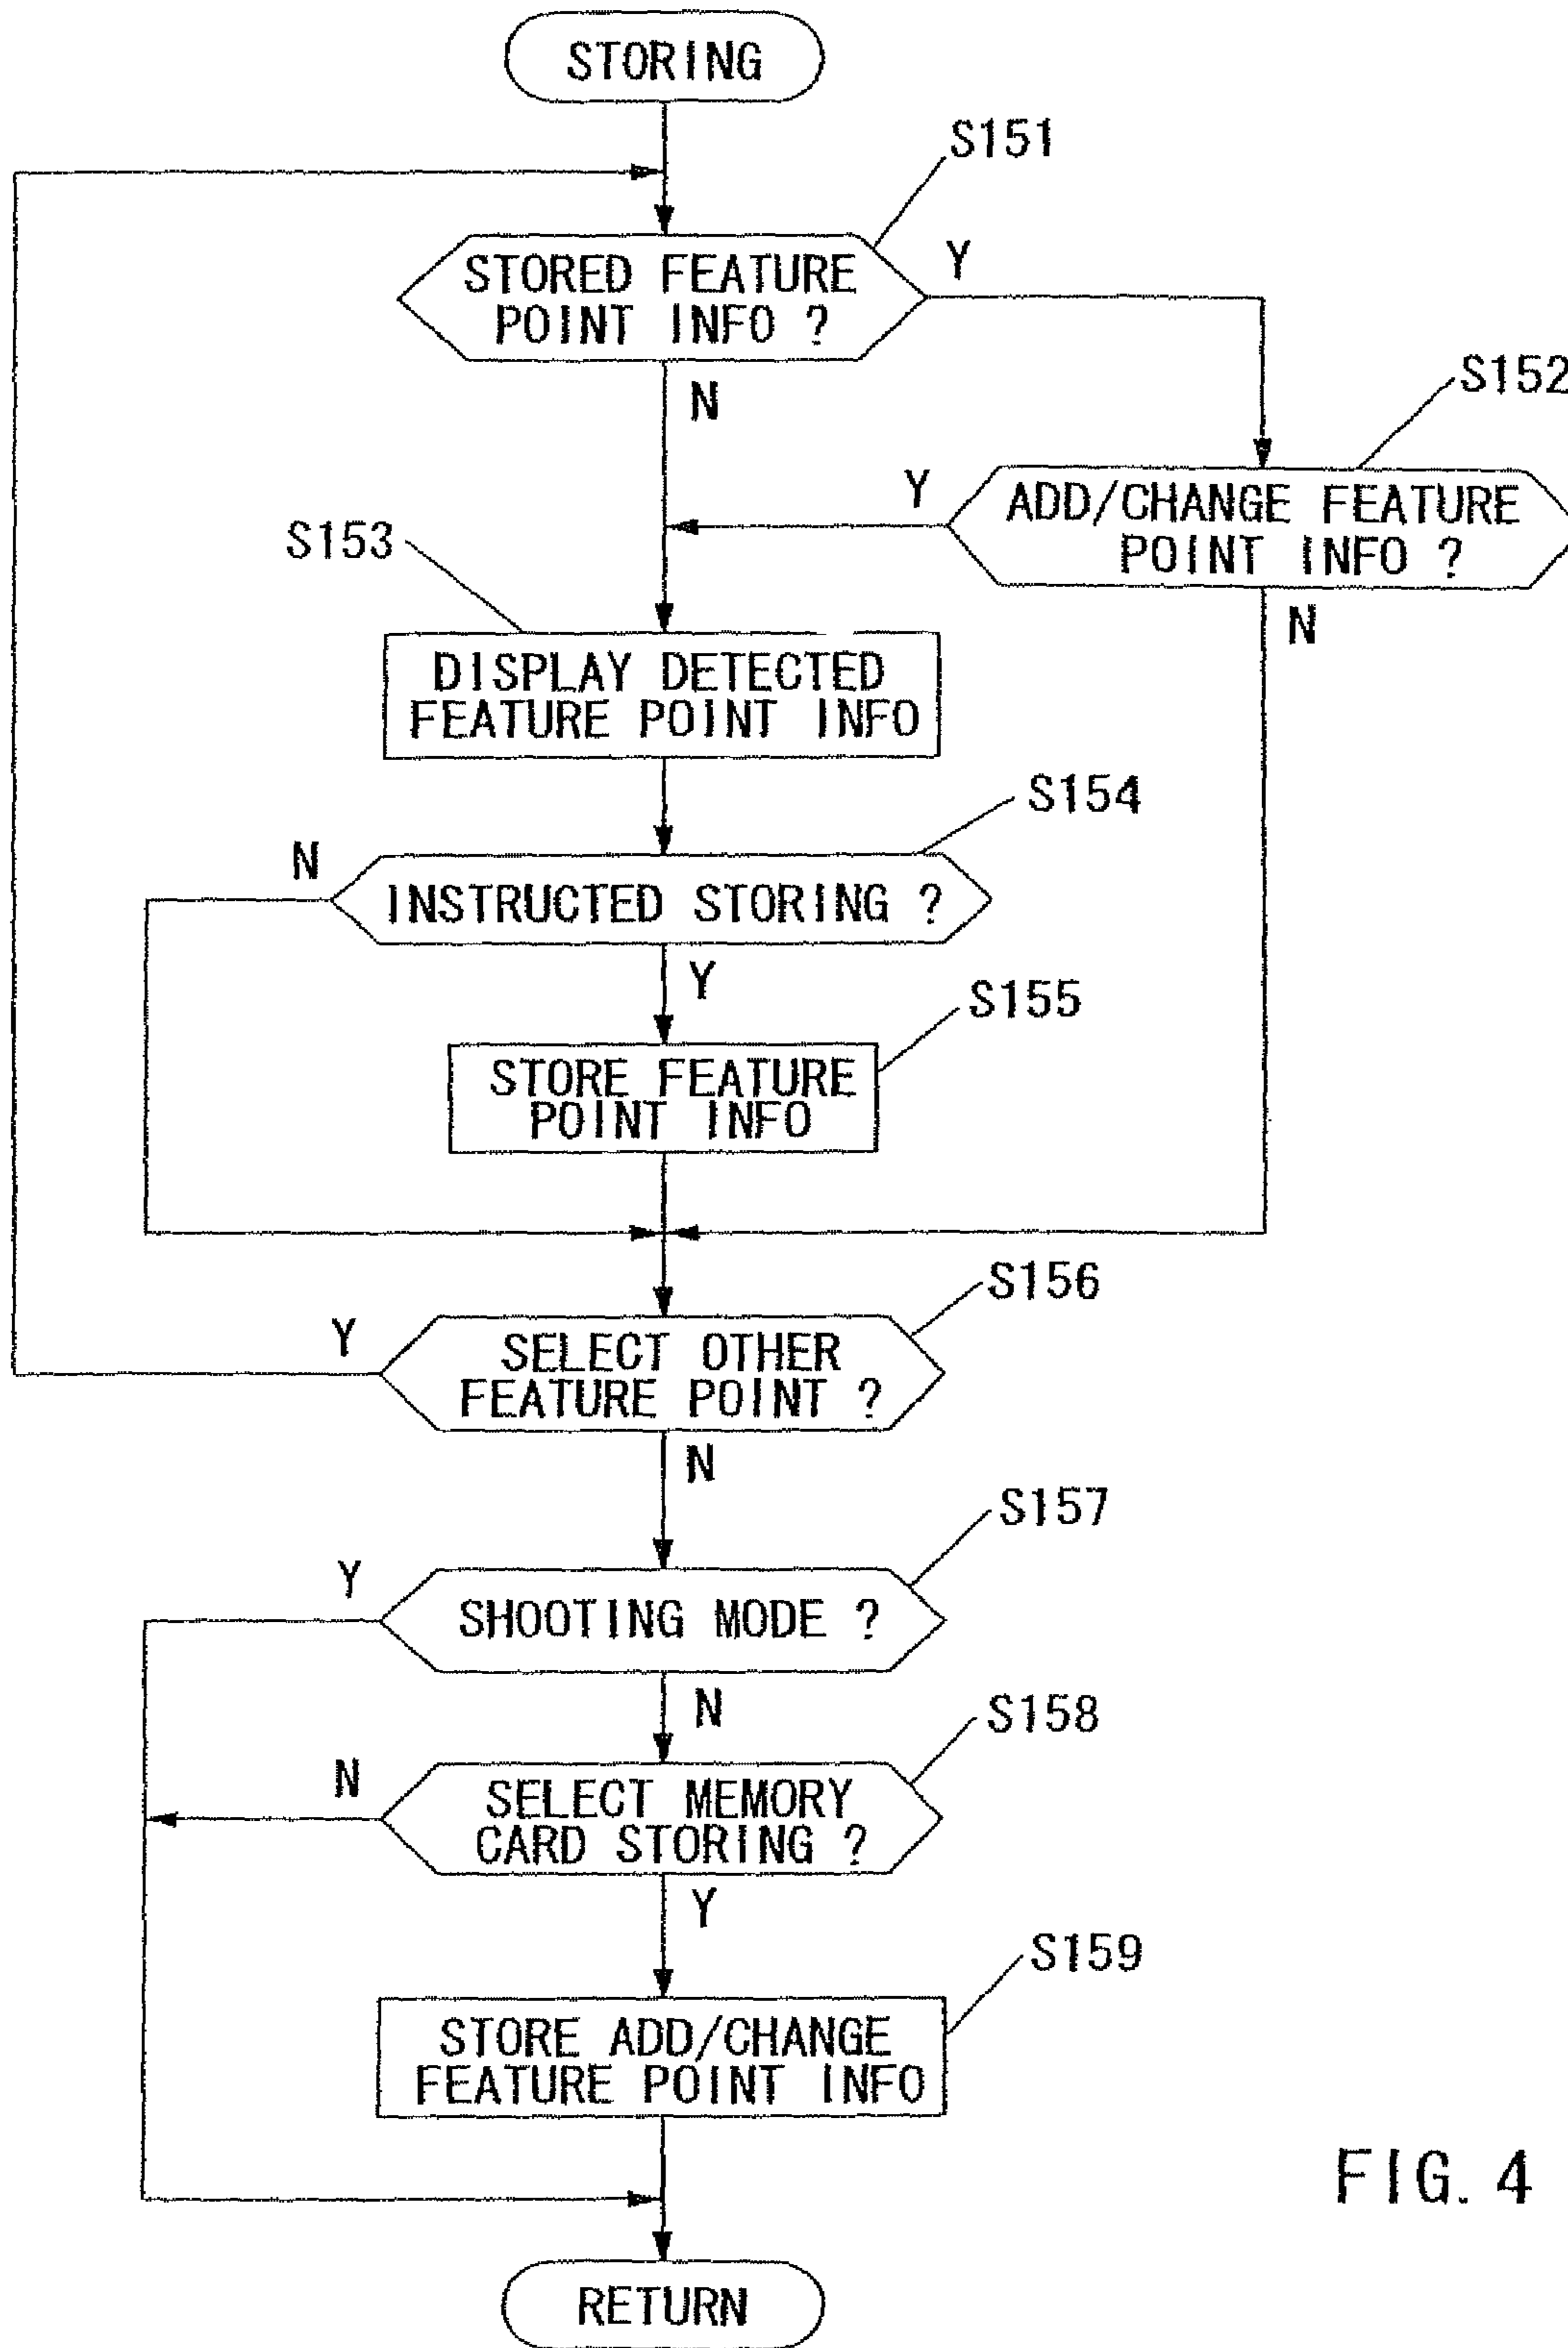 STORING
S151
STORED FEATURE
POINT INFO ?
Y
N
S152
ADD/CHANGE FEATURE
POINT INFO ?
Y
N
S153
DISPLAY DETECTED
FEATURE POINT INFO
S154
N
INSTRUCTED STORING ?
Y
S155
STORE FEATURE
POINT INFO
S156
Y
SELECT OTHER
FEATURE POINT ?
N
S157
Y
SHOOTING MODE ?
N
S158
N
SELECT MEMORY
CARD STORING ?
Y
S159
STORE ADD/CHANGE
FEATURE POINT INFO
FIG. 4
RETURN